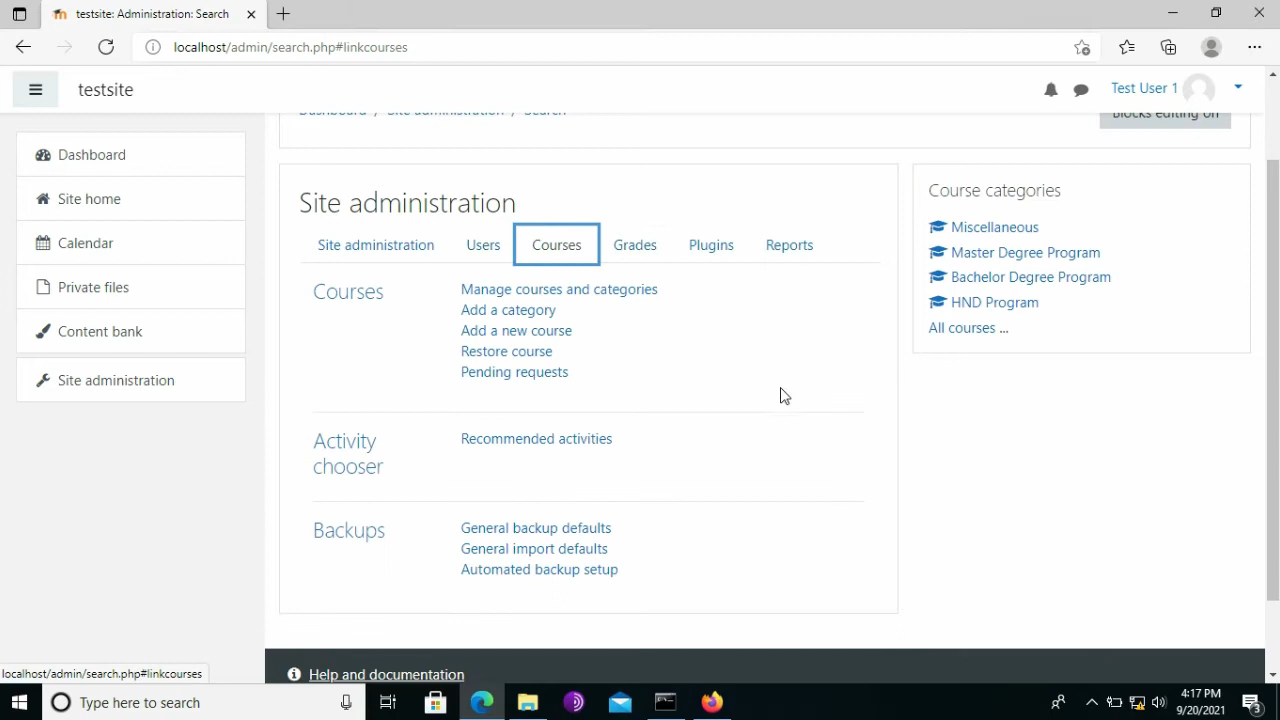 testsite: Administration: Search
localhost/admin/search.php#linkcourses
testsite
Test User 1
Dashboard / Site administration / Search
Blocks editing on
Dashboard
Site home
Calendar
Private files
Content bank
Site administration
Site administration
Site administration Users Courses Grades Plugins Reports
Courses
Manage courses and categories
Add a category
Add a new course
Restore course
Pending requests
Activity
chooser
Recommended activities
Backups
General backup defaults
General import defaults
Automated backup setup
Course categories
Miscellaneous
Master Degree Program
Bachelor Degree Program
HND Program
All courses ...
Help and documentation
localhost/admin/search.php#linkcourses
Type here to search
4:17 PM
9/20/2021
3